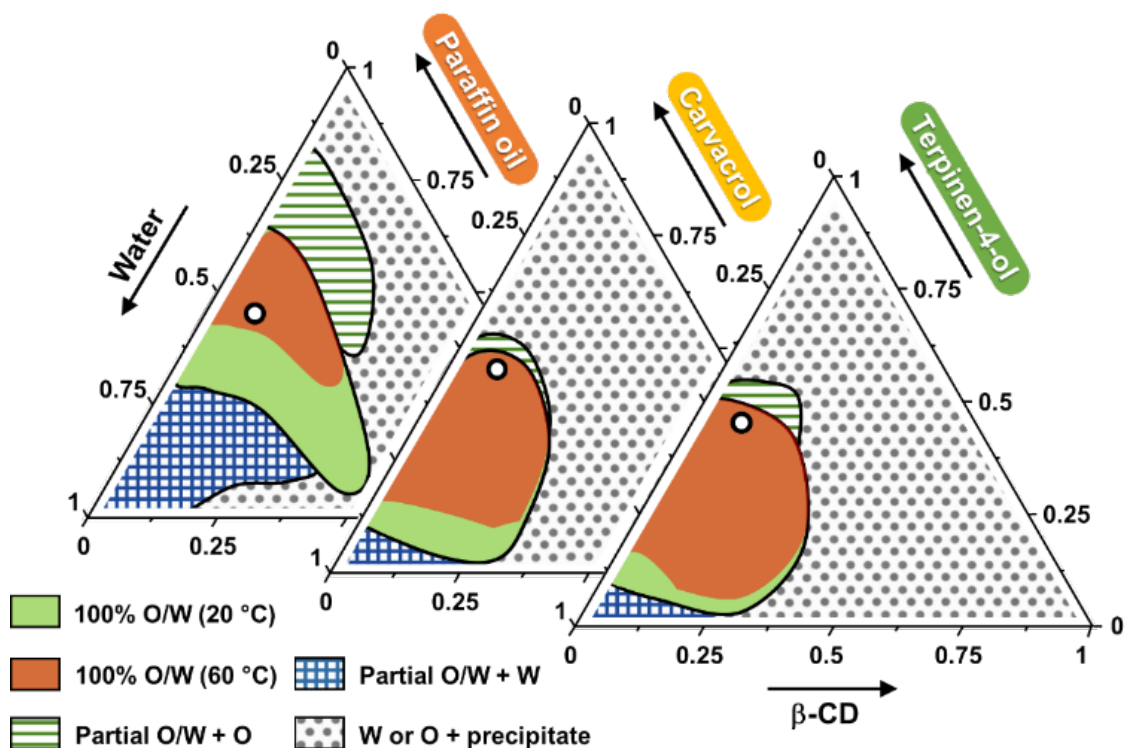 Paraffin oil
Carvacrol
Terpinen-4-ol
Water
0
1
0.25
0.75
0.5
0.75
1
0
0.25
0
1
0.25
0.75
1
0
0.25
0
1
0.25
0.75
0.5
0.25
1
0
0
0.25
0.5
0.75
1
β-CD
100% O/W (20 °C)
100% O/W (60 °C)
Partial O/W + W
Partial O/W + O
W or O + precipitate